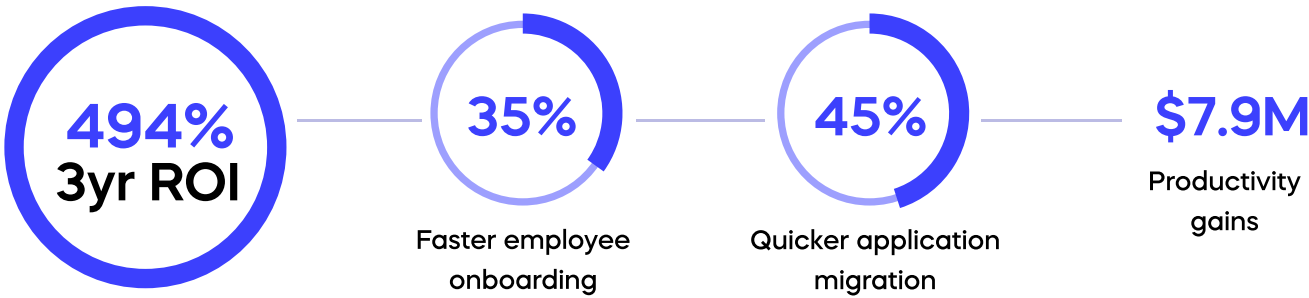 494%
3yr ROI
35%
Faster employee
onboarding
45%
Quicker application
migration
$7.9M
Productivity
gains